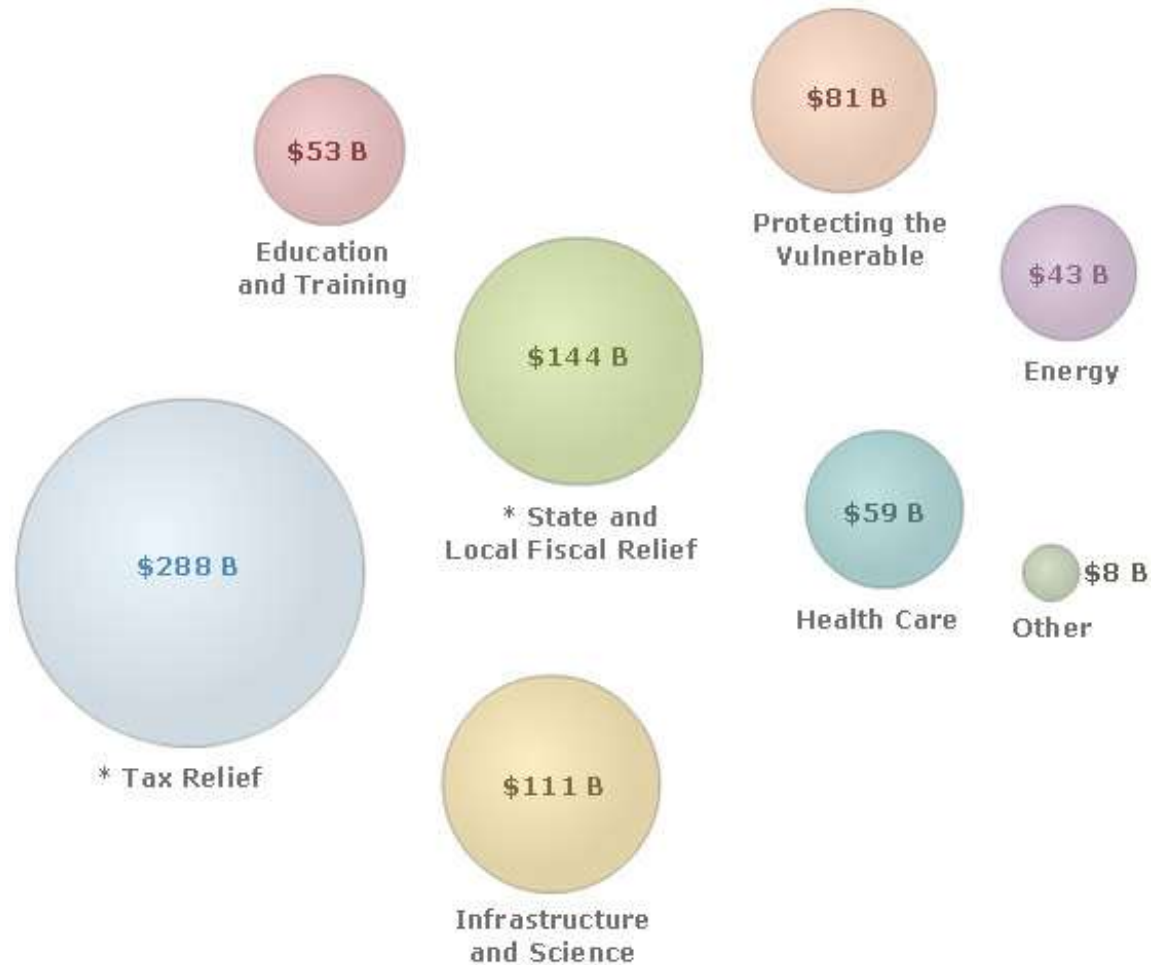 $81 B
Protecting the
Vulnerable
$53 B
Education
and Training
$43 B
Energy
$144 B
* State and
Local Fiscal Relief
$59 B
Health Care
$8 B
Other
$288 B
* Tax Relief
$111 B
Infrastructure
and Science